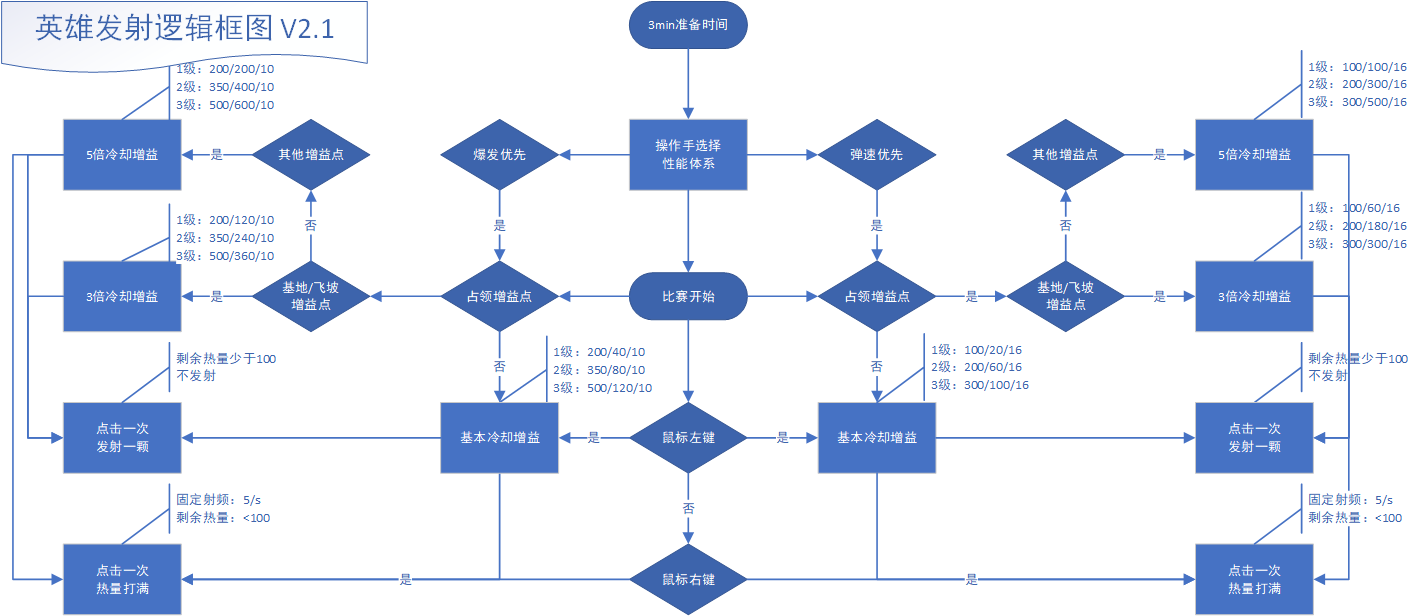 英雄发射逻辑框图 V2.1
3min准备时间
1级：200/200/10
2级：350/400/10
3级：500/600/10
1级：100/100/16
2级：200/300/16
3级：300/500/16
5倍冷却增益
是
其他增益点
爆发优先
操作手选择
性能体系
弹速优先
其他增益点
是
5倍冷却增益
1级：200/120/10
2级：350/240/10
3级：500/360/10
否
是
是
否
1级：100/60/16
2级：200/180/16
3级：300/300/16
3倍冷却增益
是
基地/飞坡
增益点
占领增益点
比赛开始
占领增益点
是
基地/飞坡
增益点
是
3倍冷却增益
剩余热量少于100
不发射
否
1级：200/40/10
2级：350/80/10
3级：500/120/10
否
1级：100/20/16
2级：200/60/16
3级：300/100/16
剩余热量少于100
不发射
点击一次
发射一颗
基本冷却增益
是
鼠标左键
是
基本冷却增益
点击一次
发射一颗
固定射频：5/s
剩余热量：<100
否
固定射频：5/s
剩余热量：<100
点击一次
热量打满
是
鼠标右键
是
点击一次
热量打满